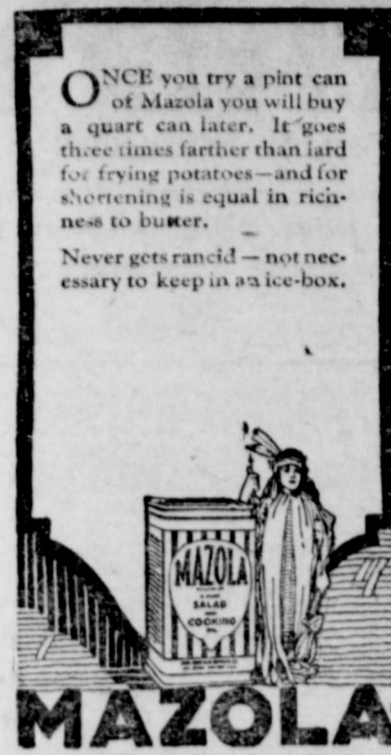 ONCE you try a pint can
of Mazola you will buy
a quart can later. It goes
three times farther than lard
for frying potatoes—and for
shortening is equal in rich-
ness to butter.
Never gets rancid — not nec-
essary to keep in an ice-box.
MAZOLA
SALAD
AND
COOKING
OIL
MAZOLA